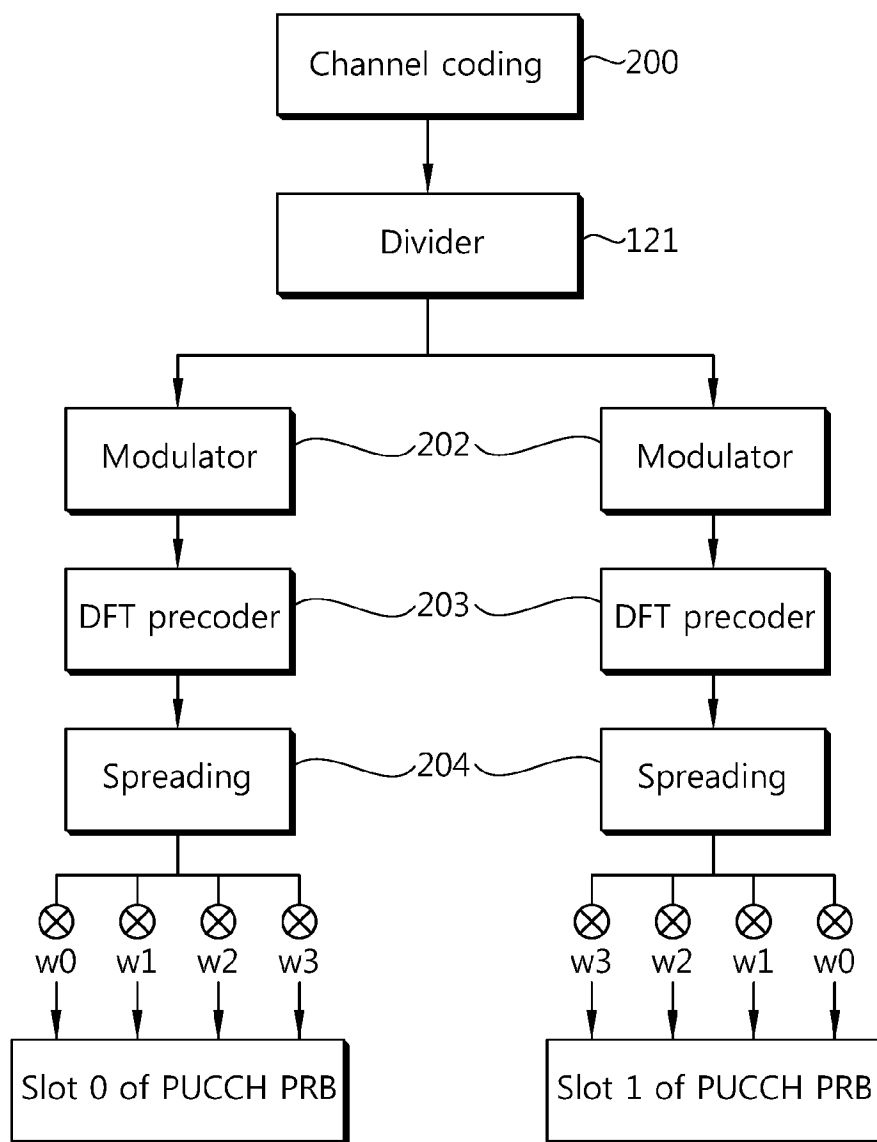 Channel coding 200
Divider 121
Modulator 202 Modulator
DFT precoder 203 DFT precoder
Spreading 204 Spreading
w0 w1 w2 w3 w3 w2 w1 w0
Slot 0 of PUCCH PRB Slot 1 of PUCCH PRB